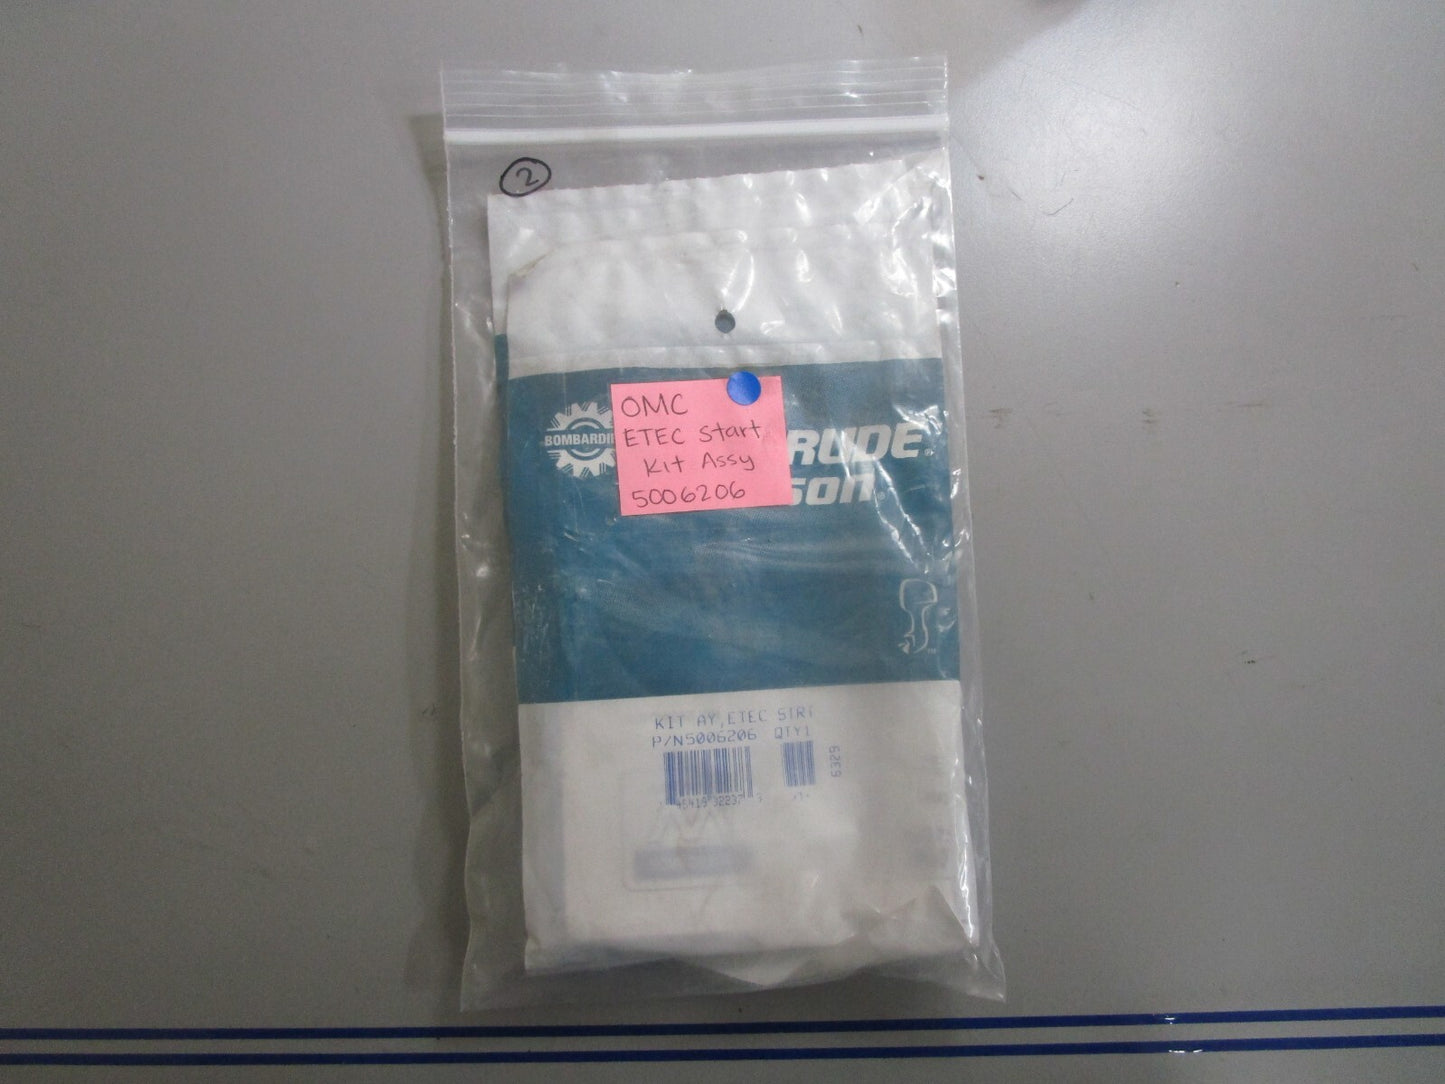 2
OMC
ETEC Start
Kit Assy
5006206
BOMBARDI
RUDE®
son®
KIT AY,ETEC STRT
P/N5006206 QTY1
6329